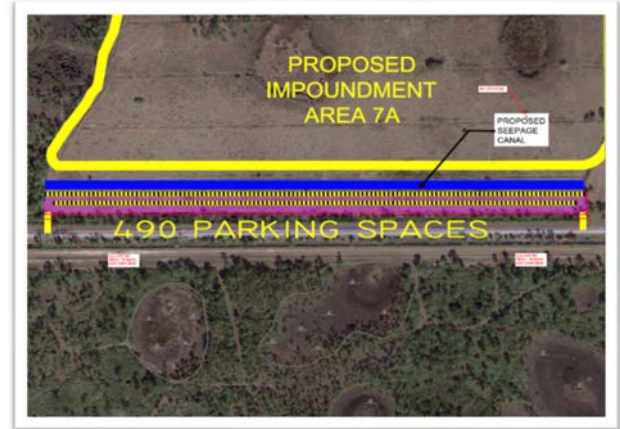 PROPOSED
IMPOUNDMENT
AREA 7A
PROPOSED
SEEPAGE
CANAL
490 PARKING SPACES